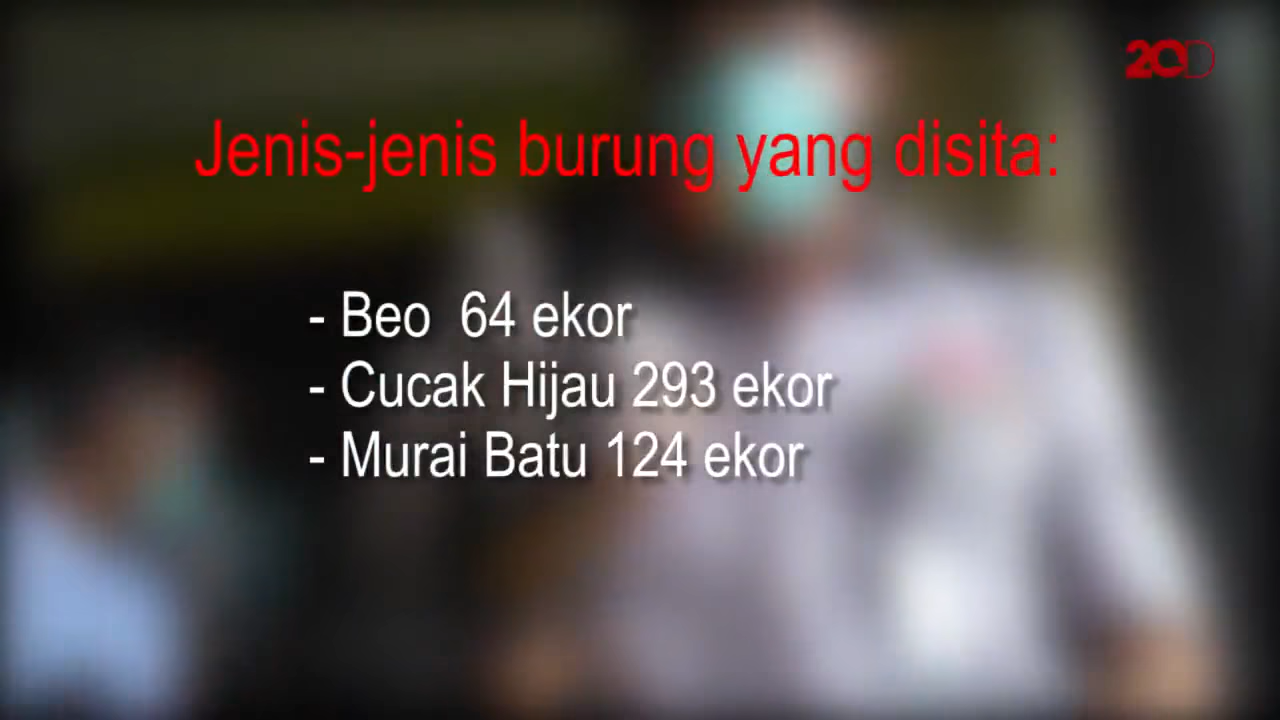 20D
Jenis-jenis burung yang disita:
- Beo 64 ekor
- Cucak Hijau 293 ekor
- Murai Batu 124 ekor